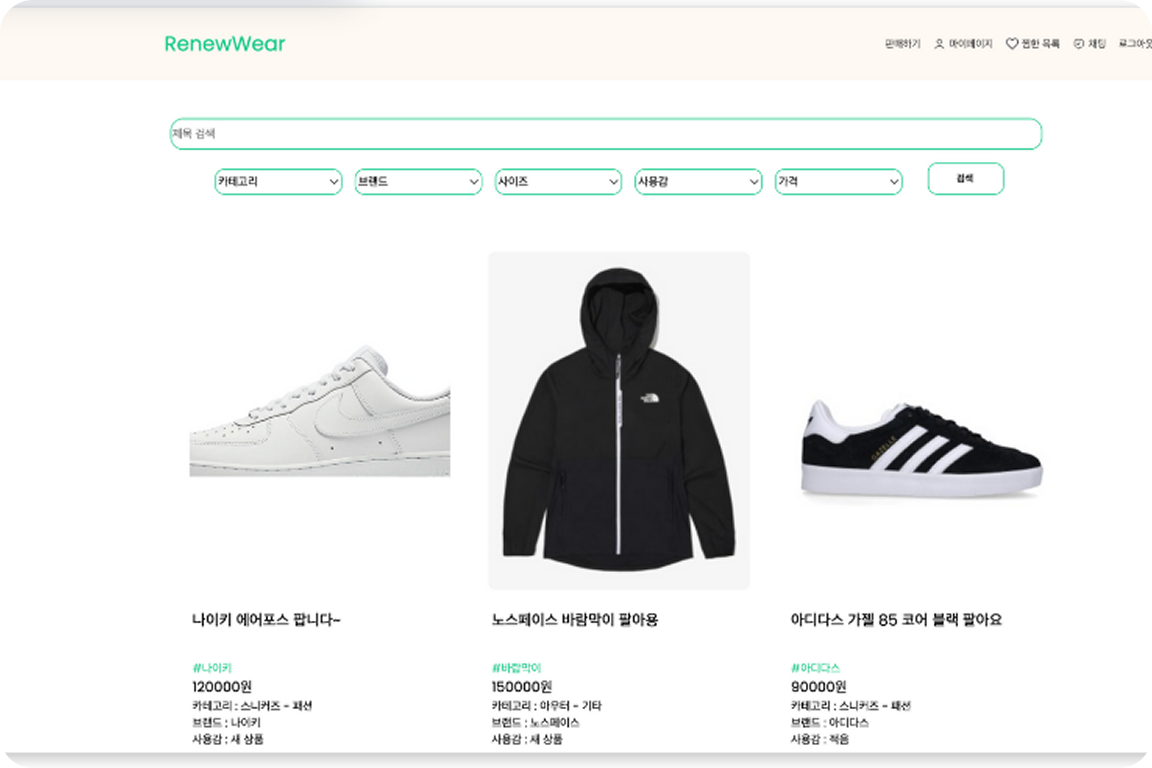 RenewWear
판매하기 마이페이지 찜한 목록 채팅 로그아웃
제목 검색
카테고리 브랜드 사이즈 사용감 가격 검색
GAZELLE
나이키 에어포스 팝니다~ 노스페이스 바람막이 팔아용 아디다스 가젤 85 코어 블랙 팔아요
#나이키 #바람막이 #아디다스
120000원 150000원 90000원
카테고리 : 스니커즈 - 패션 카테고리 : 아우터 - 기타 카테고리 : 스니커즈 - 패션
브랜드 : 나이키 브랜드 : 노스페이스 브랜드 : 아디다스
사용감 : 새 상품 사용감 : 새 상품 사용감 : 적음